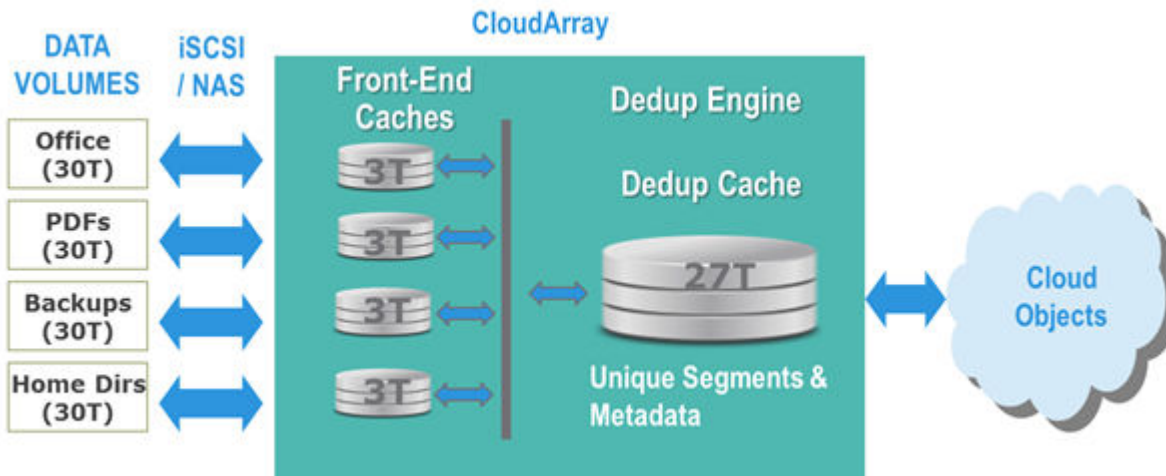 CloudArray
DATA
VOLUMES
iSCSI
/ NAS
Office
(30T)
PDFs
(30T)
Backups
(30T)
Home Dirs
(30T)
Front-End
Caches
3T
3T
3T
3T
Dedup Engine
Dedup Cache
27T
Unique Segments &
Metadata
Cloud
Objects